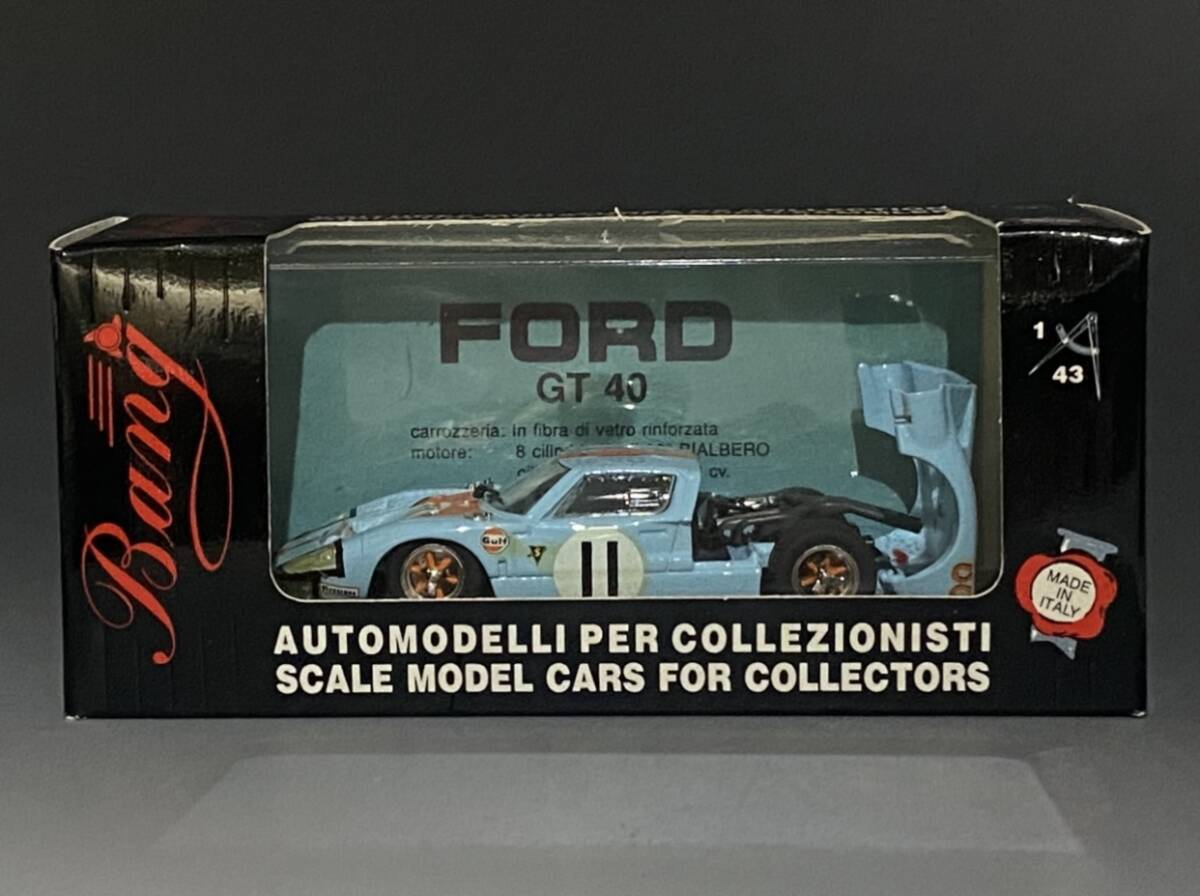 Bang
FORD
GT 40
carrozzeria: in fibra di vetro rinforzata
motore: 8 BIALBERO
cv.
1
43
Gulf
11
MADE
IN
ITALY
AUTOMODELLI PER COLLEZIONISTI
SCALE MODEL CARS FOR COLLECTORS